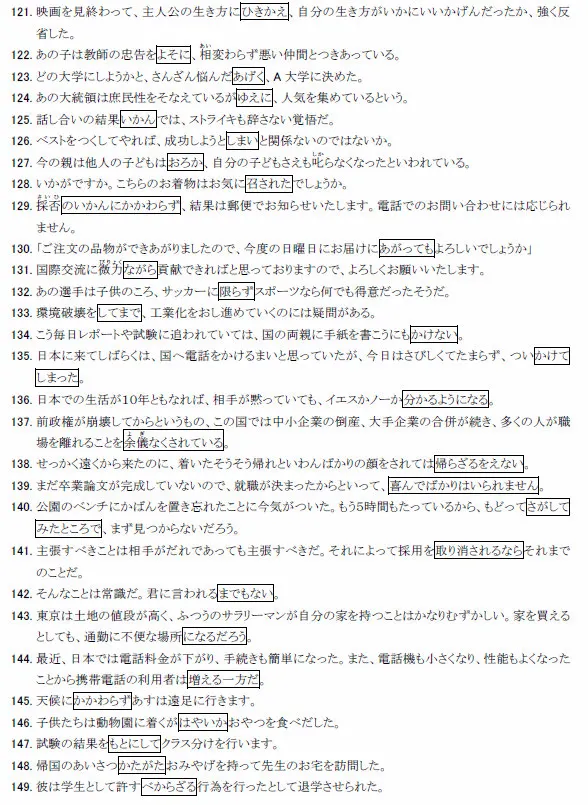 121. 映画を見終わって、主人公の生き方にひきかえ、自分の生き方がいかにいいかげんだったか、強く反
省した。
122. あの子は教師の忠告をよそに、相変わらず悪い仲間とつきあっている。
123. どの大学にしようかと、さんざん悩んだあげく、A 大学に決めた。
124. あの大統領は庶民性をそなえているがゆえに、人気を集めているという。
125. 話し合いの結果いかんでは、ストライキも辞さない覚悟だ。
126. ベストをつくしてやれば、成功しようとしまいと関係ないのではないか。
127. 今の親は他人の子どもはおろか、自分の子どもさえも叱らなくなったといわれている。
128. いかがですか。こちらのお着物はお気に召されたでしょうか。
129. 採否のいかんにかかわらず、結果は郵便でお知らせいたします。電話でのお問い合わせには応じられ
ません。
130. 「ご注文の品物ができあがりましたので、今度の日曜日にお届けにあがってもよろしいでしょうか」
131. 国際交流に微力ながら貢献できればと思っておりますので、よろしくお願いいたします。
132. あの選手は子供のころ、サッカーに限らずスポーツなら何でも得意だったそうだ。
133. 環境破壊をしてまで、工業化をおし進めていくのには疑問がある。
134. こう毎日レポートや試験に追われていては、国の両親に手紙を書こうにもかけない。
135. 日本に来てしばらくは、国へ電話をかけるまいと思っていたが、今日はさびしくてたまらず、ついかけて
しまった。
136. 日本での生活が10年ともなれば、相手が黙っていても、イエスかノーか分かるようになる。
137. 前政権が崩壊してからというもの、この国では中小企業の倒産、大手企業の合併が続き、多くの人が職
場を離れることを余儀なくされている。
138. せっかく遠くから来たのに、着いたそうそう帰れといわんばかりの顔をされては帰らざるをえない。
139. まだ卒業論文が完成していないので、就職が決まったからといって、喜んでばかりはいられません。
140. 公園のベンチにかばんを置き忘れたことに今気がついた。もう5時間もたっているから、もどってさがして
みたところで、まず見つからないだろう。
141. 主張すべきことは相手がだれであっても主張すべきだ。それによって採用を取り消されるならそれまで
のことだ。
142. そんなことは常識だ。君に言われるまでもない。
143. 東京は土地の値段が高く、ふつうのサラリーマンが自分の家を持つことはかなりむずかしい。家を買える
としても、通勤に不便な場所になるだろう。
144. 最近、日本では電話料金が下がり、手続きも簡単になった。また、電話機も小さくなり、性能もよくなった
ことから携帯電話の利用者は増える一方だ。
145. 天候にかかわらずあすは遠足に行きます。
146. 子供たちは動物園に着くがはやいかおやつを食べだした。
147. 試験の結果をもとにしてクラス分けを行います。
148. 帰国のあいさつかたがたおみやげを持って先生のお宅を訪問した。
149. 彼は学生として許すべからざる行為を行ったとして退学させられた。